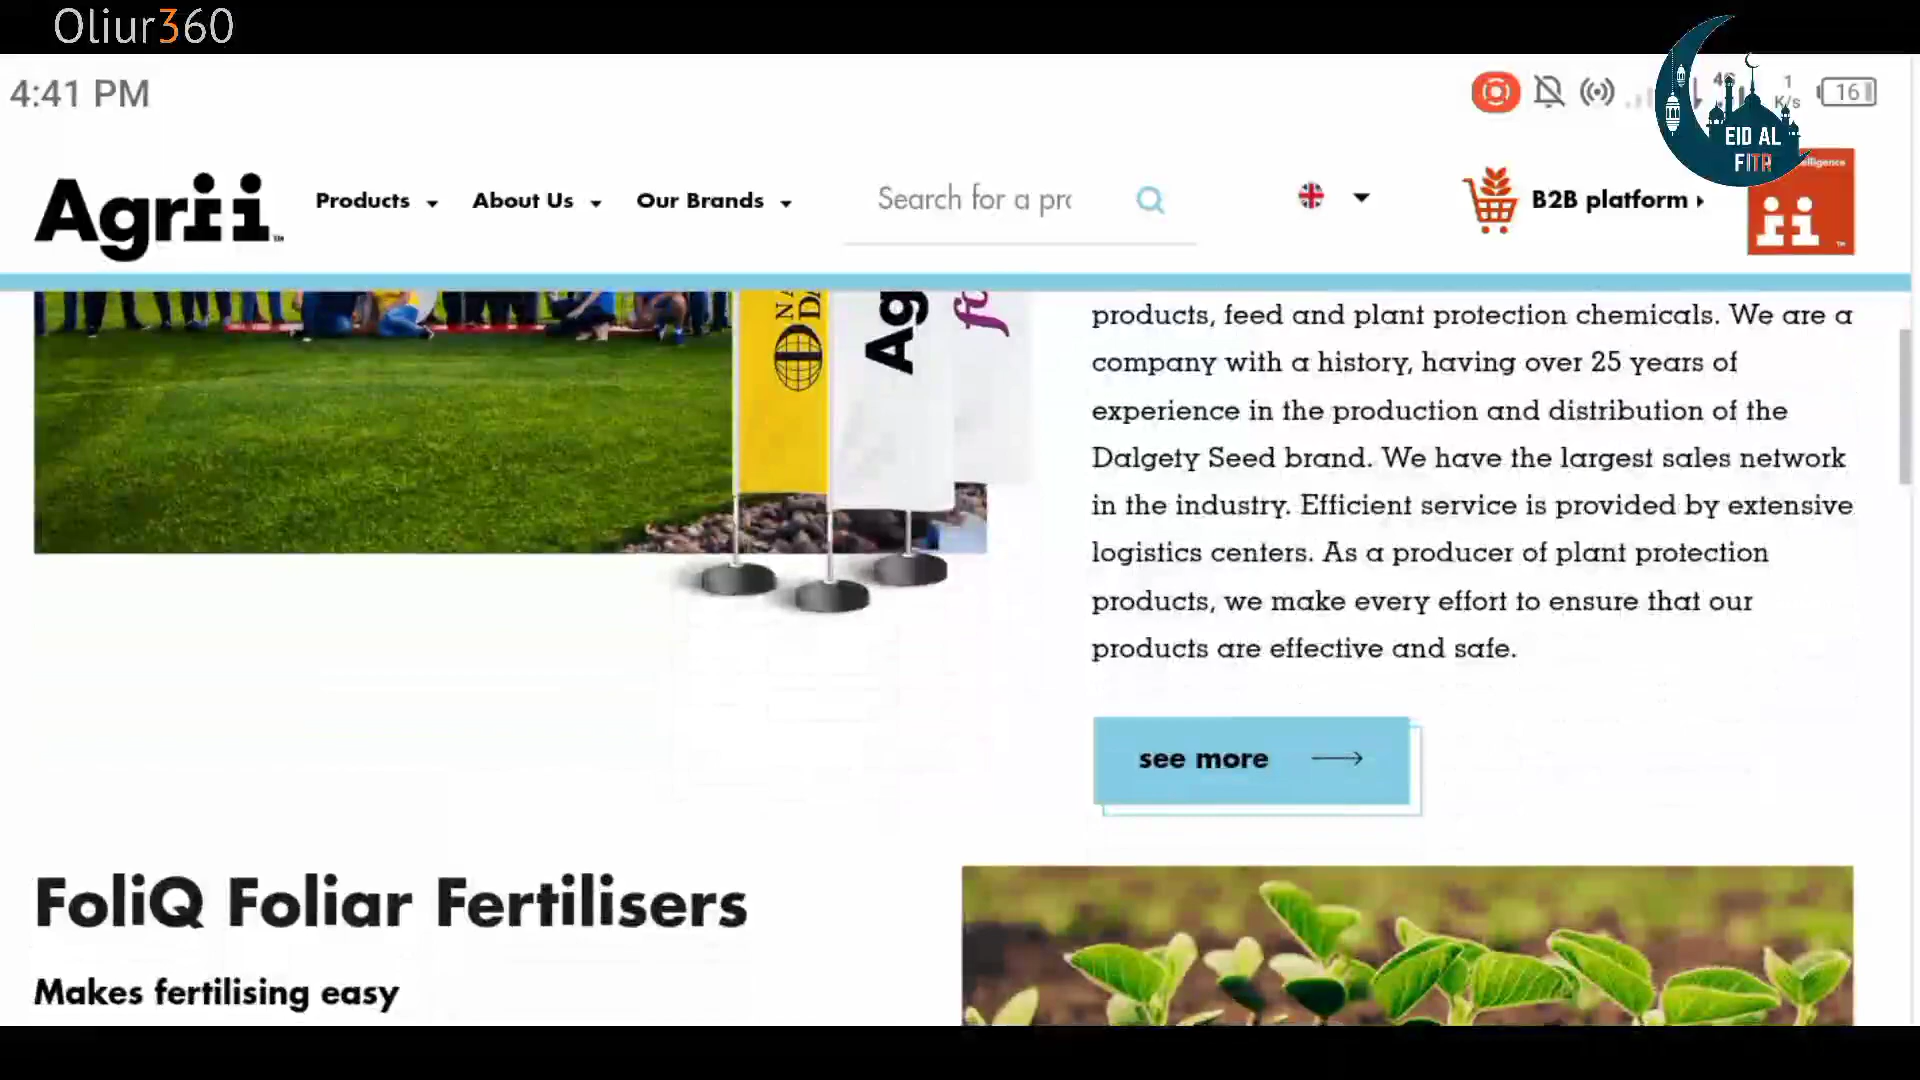 Oliur360
4:41 PM
1
K/s
16
EID AL
FITR
Agrii
Products
About Us
Our Brands
Search for a pro
B2B platform
products, feed and plant protection chemicals. We are a
company with a history, having over 25 years of
experience in the production and distribution of the
Dalgety Seed brand. We have the largest sales network
in the industry. Efficient service is provided by extensive
logistics centers. As a producer of plant protection
products, we make every effort to ensure that our
products are effective and safe.
see more
FoliQ Foliar Fertilisers
Makes fertilising easy